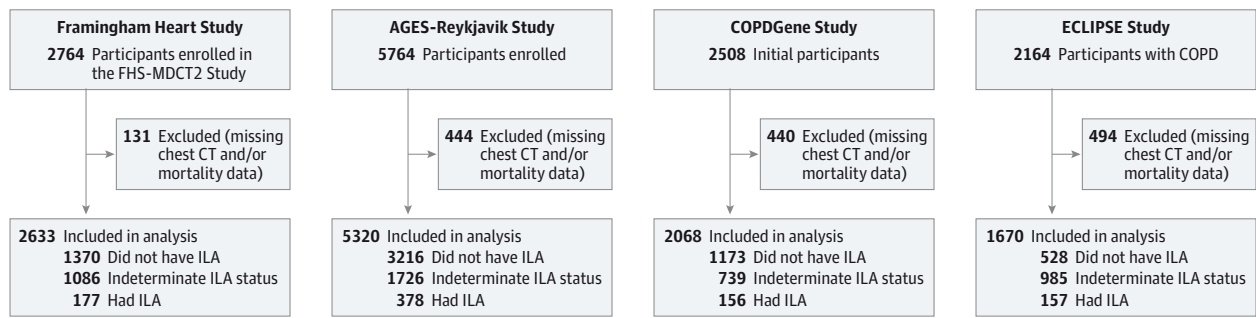 Framingham Heart Study
2764 Participants enrolled in
the FHS-MDCT2 Study
131 Excluded (missing
chest CT and/or
mortality data)
2633 Included in analysis
1370 Did not have ILA
1086 Indeterminate ILA status
177 Had ILA
AGES-Reykjavik Study
5764 Participants enrolled
444 Excluded (missing
chest CT and/or
mortality data)
5320 Included in analysis
3216 Did not have ILA
1726 Indeterminate ILA status
378 Had ILA
COPDGene Study
2508 Initial participants
440 Excluded (missing
chest CT and/or
mortality data)
2068 Included in analysis
1173 Did not have ILA
739 Indeterminate ILA status
156 Had ILA
ECLIPSE Study
2164 Participants with COPD
494 Excluded (missing
chest CT and/or
mortality data)
1670 Included in analysis
528 Did not have ILA
985 Indeterminate ILA status
157 Had ILA